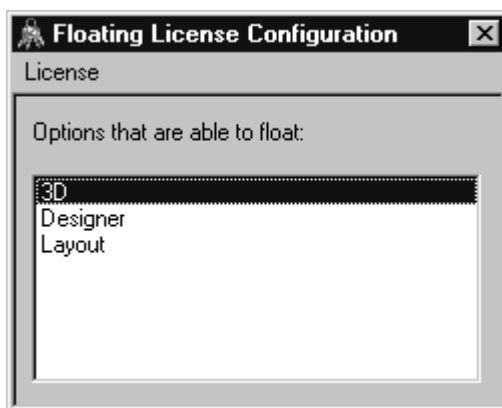 Floating License Configuration
License
Options that are able to float:
3D
Designer
Layout